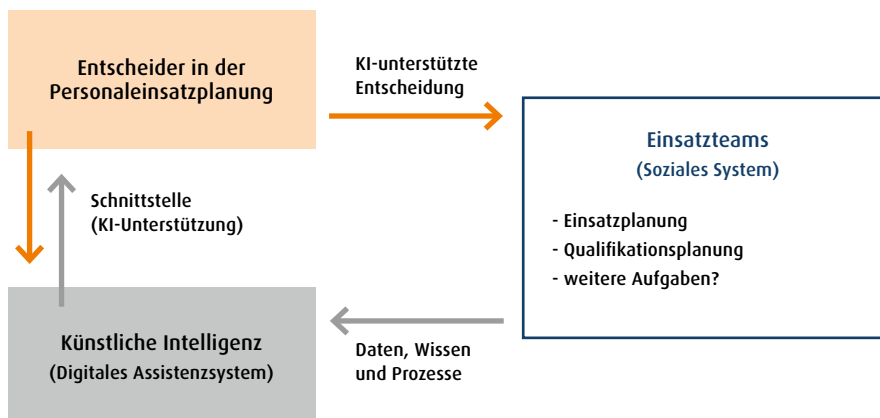 Entscheider in der
Personaleinsatzplanung
KI-unterstützte
Entscheidung
Einsatzteams
(Soziales System)
- Einsatzplanung
- Qualifikationsplanung
- weitere Aufgaben?
Schnittstelle
(KI-Unterstützung)
Künstliche Intelligenz
(Digitales Assistenzsystem)
Daten, Wissen
und Prozesse